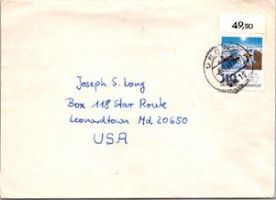 49,50
Joseph S. Long
Box 118 Star Route
Leonardtown Md 20650
USA